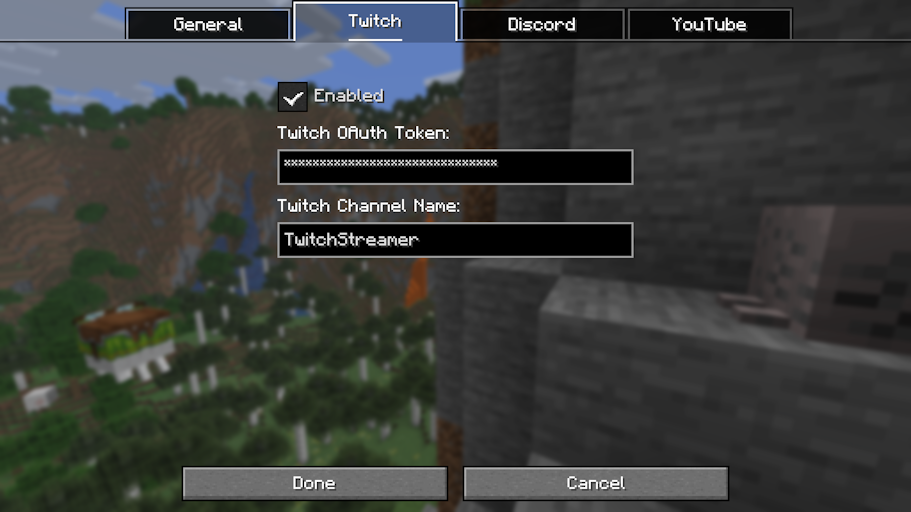 General
Twitch
Discord
YouTube
Enabled
Twitch OAuth Token:
××××××××××××××××××××××××××××××
Twitch Channel Name:
TwitchStreamer
Done
Cancel